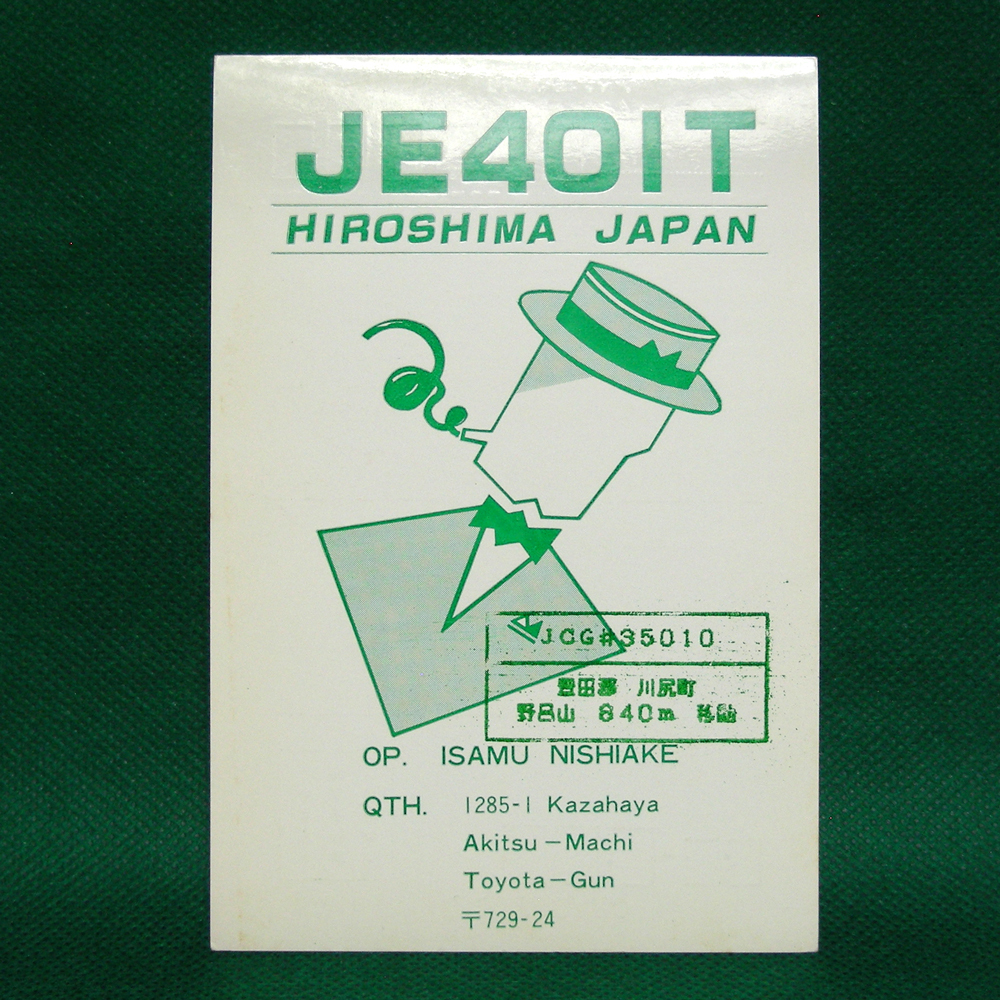 JE4OIT
HIROSHIMA JAPAN
JCG#35010
豊田郡 川尻町
野呂山 840m 移動
OP. ISAMU NISHIAKE
QTH. 1285-1 Kazahaya
Akitsu-Machi
Toyota-Gun
〒729-24